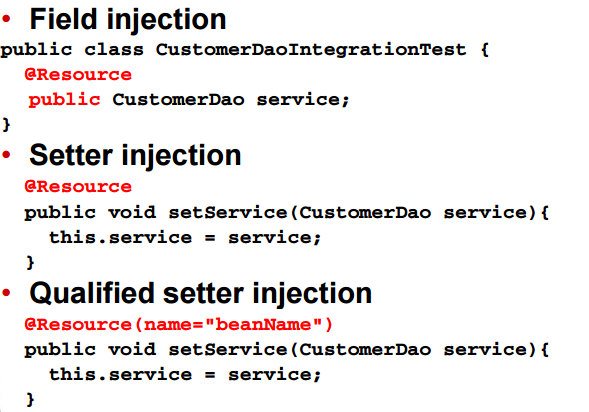 • Field injection
public class CustomerDaoIntegrationTest {
@Resource
public CustomerDao service;
}
• Setter injection
@Resource
public void setService(CustomerDao service){
this.service = service;
}
• Qualified setter injection
@Resource(name="beanName")
public void setService(CustomerDao service){
this.service = service;
}